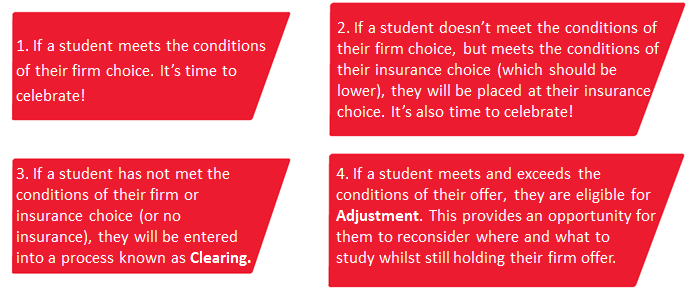 1. If a student meets the conditions
of their firm choice. It's time to
celebrate!
2. If a student doesn't meet the conditions of
their firm choice, but meets the conditions of
their insurance choice (which should be
lower), they will be placed at their insurance
choice. It's also time to celebrate!
3. If a student has not met the
conditions of their firm or
insurance choice (or no
insurance), they will be entered
into a process known as Clearing.
4. If a student meets and exceeds the
conditions of their offer, they are eligible for
Adjustment. This provides an opportunity for
them to reconsider where and what to
study whilst still holding their firm offer.